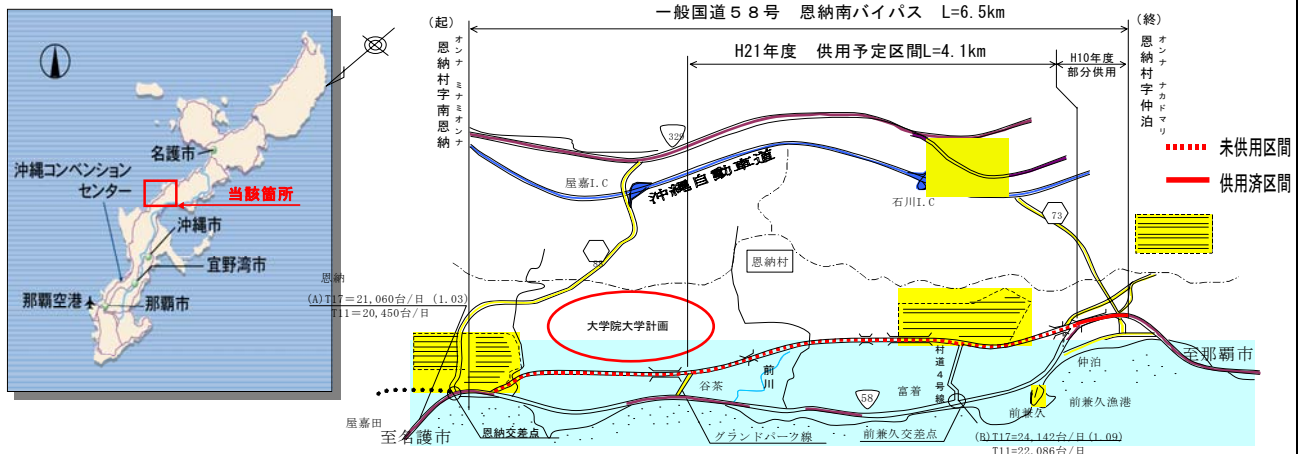 名護市
沖縄コンベンション
センター
当該箇所
沖縄市
宜野湾市
那覇空港
那覇市
一般国道58号 恩納南バイパス L=6.5km
(起)
(終)
H21年度 供用予定区間L=4.1km
H10年度
部分供用
恩納村字南恩納
オンナ ミナミオンナ
恩納村字仲泊
オンナ ナカドマリ
未供用区間
供用済区間
329
屋嘉I.C
沖縄自動車道
石川I.C
73
88
恩納村
恩納
(A)T17=21,060台/日 (1.03)
T11=20,450台/日
大学院大学計画
至那覇市
仲泊
谷茶
前川
村道4号線
富着
58
前兼久
前兼久漁港
屋嘉田
至名護市
恩納交差点
グランドパーク線
前兼久交差点
(B)T17=24,142台/日(1.09)
T11=22,086台/日